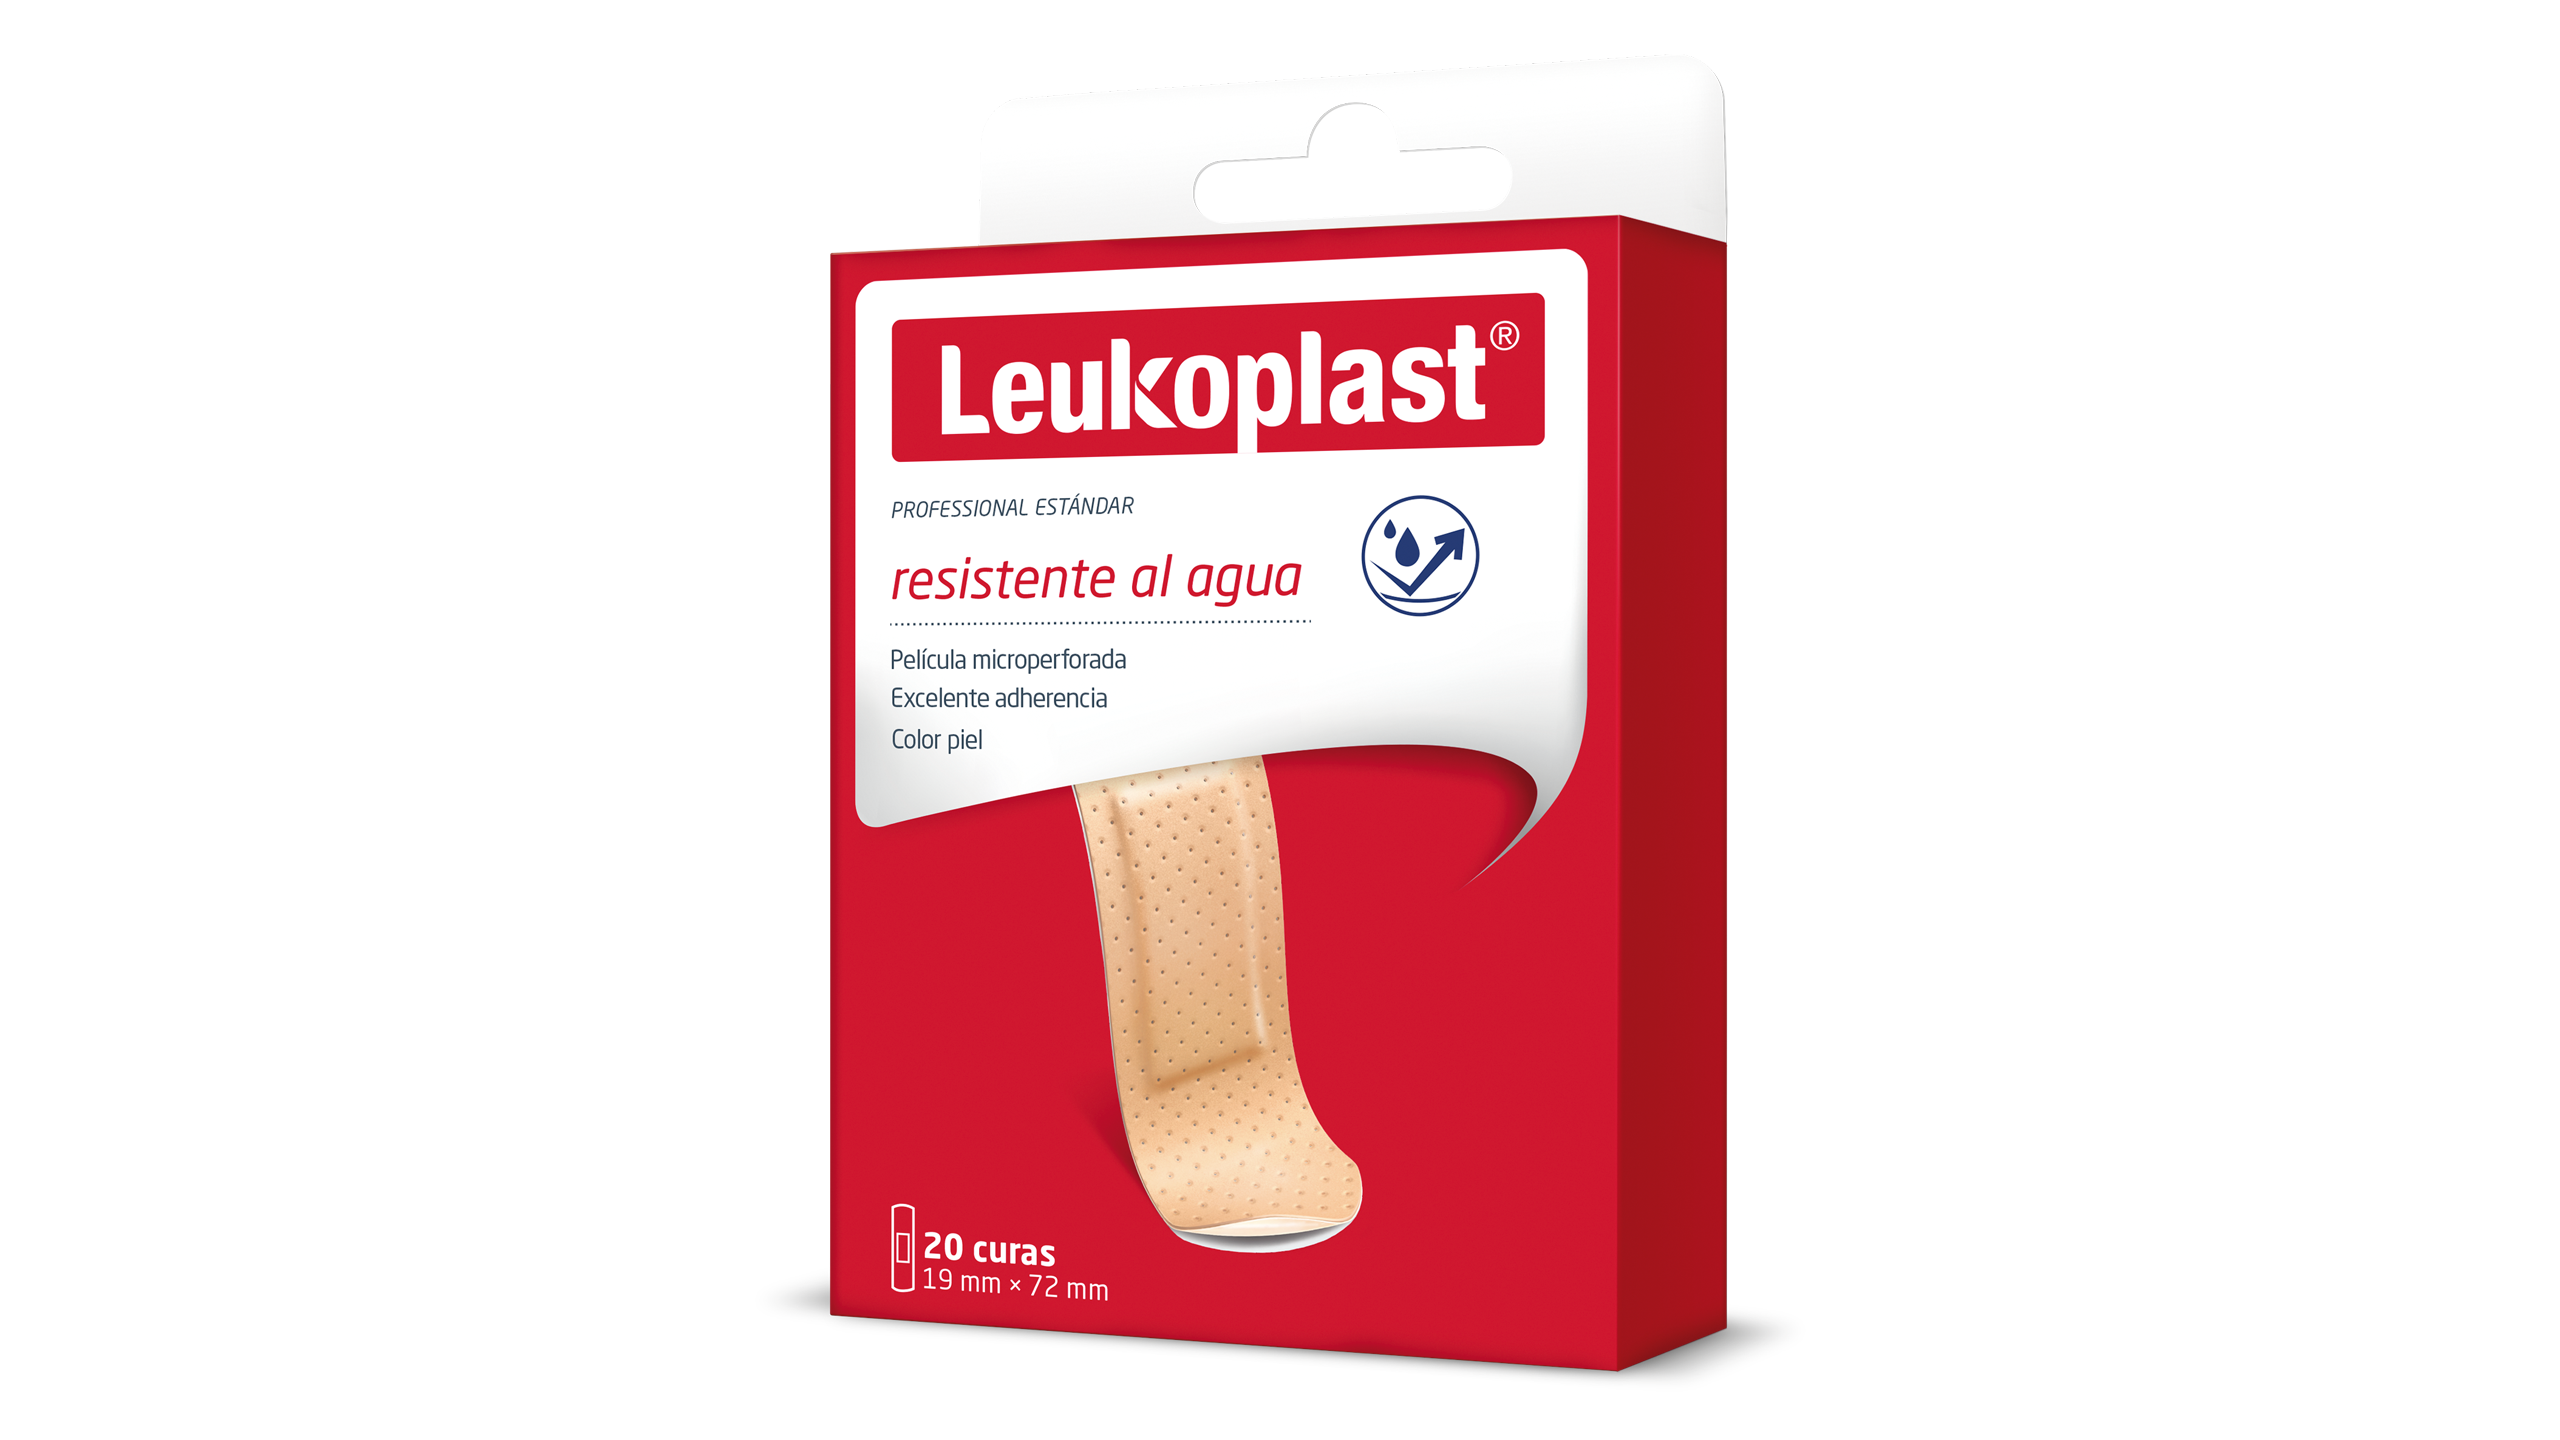 Leukoplast®
PROFESSIONAL ESTÁNDAR
resistente al agua
Película microperforada
Excelente adherencia
Color piel
20 curas
19 mm × 72 mm